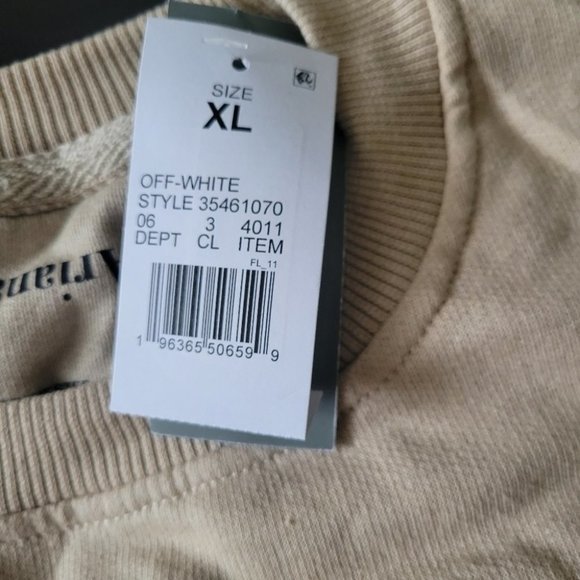 SIZE
XL
OFF-WHITE
STYLE 35461070
06 3 4011
DEPT CL ITEM
FL_11
1 96365 50659 9